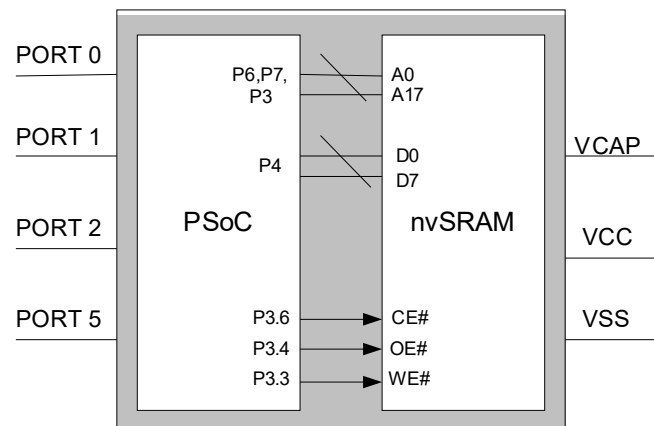 PORT 0
P6,P7,
A0
P3
A17
PORT 1
D0
VCAP
P4
D7
PSoC
nvSRAM
PORT 2
VCC
PORT 5
P3.6
CE#
VSS
P3.4
OE#
P3.3
WE#